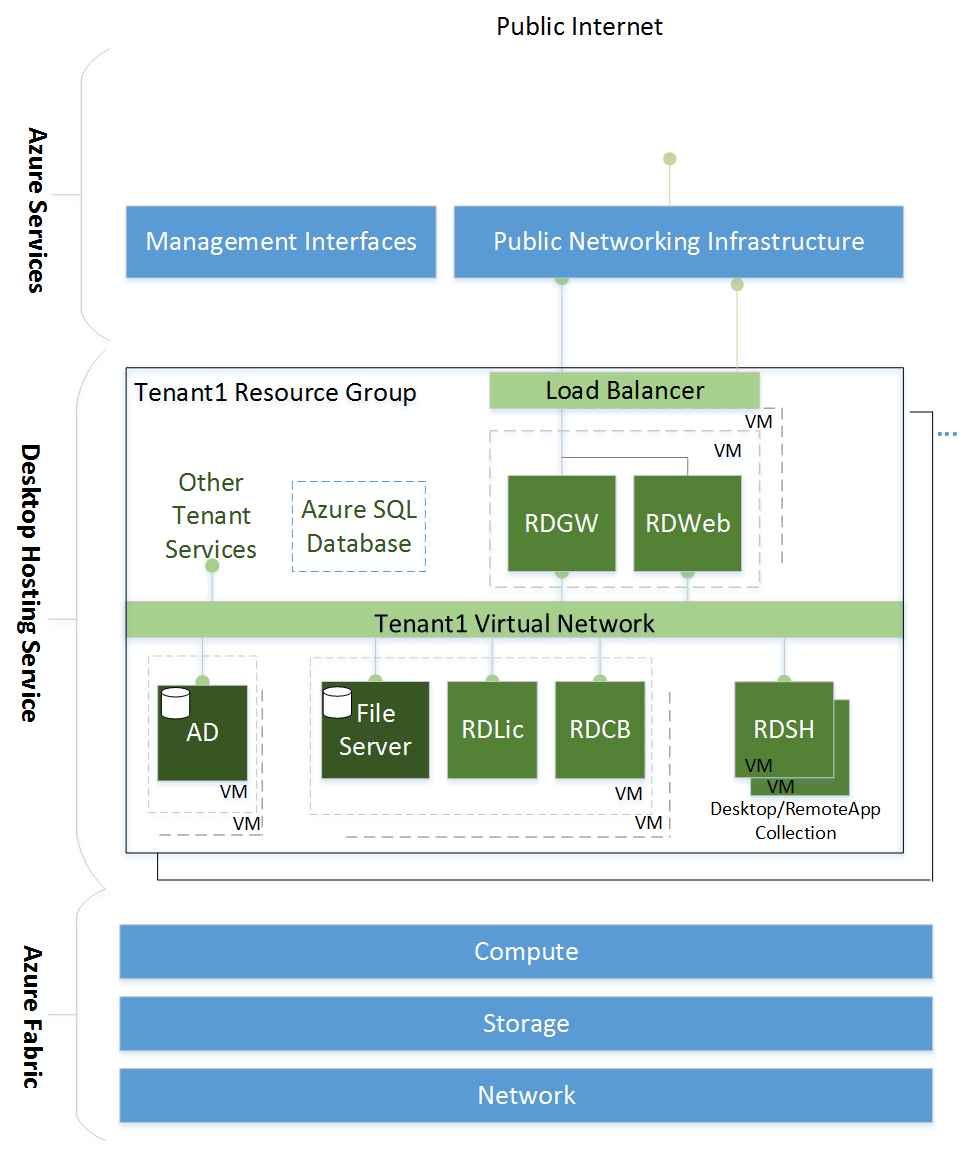 Public Internet
Azure Services
Management Interfaces
Public Networking Infrastructure
Desktop Hosting Service
Tenant1 Resource Group
Load Balancer
VM
VM
...
Other
Tenant
Services
Azure SQL
Database
RDGW
RDWeb
Tenant1 Virtual Network
AD
VM
VM
File
Server
RDLic
RDCB
VM
VM
RDSH
VM
VM
Desktop/RemoteApp
Collection
Azure Fabric
Compute
Storage
Network